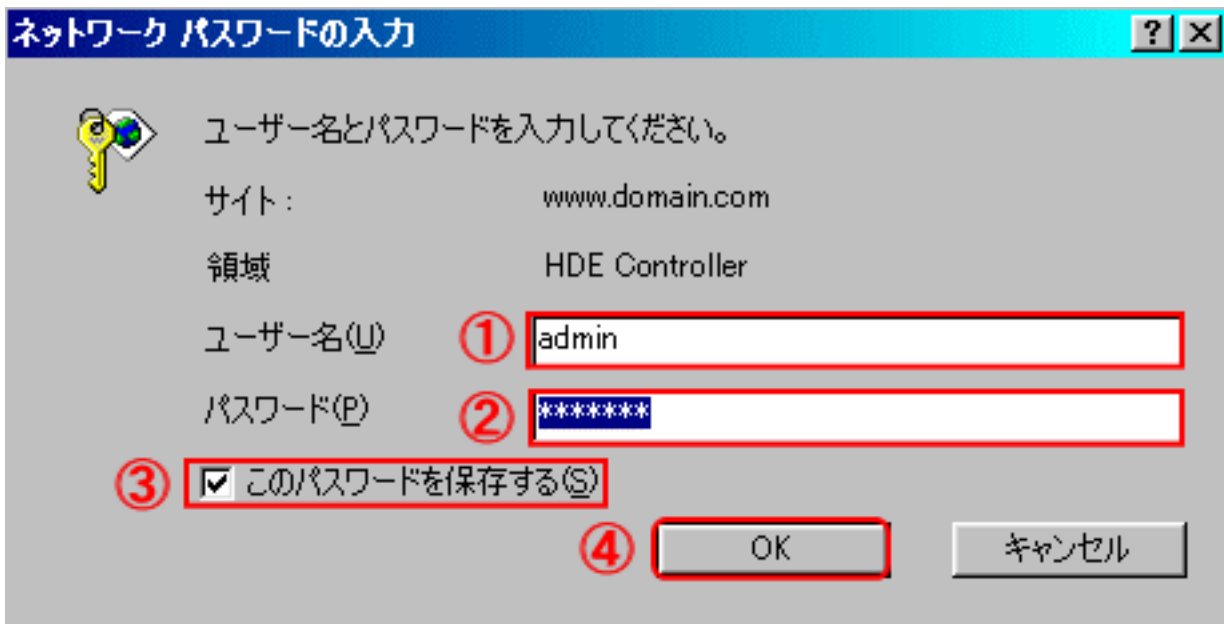 ネットワーク パスワードの入力
ユーザー名とパスワードを入力してください。
サイト : www.domain.com
領域 HDE Controller
ユーザー名(U) ① admin
パスワード(P) ② *******
③ このパスワードを保存する(S)
④ OK キャンセル